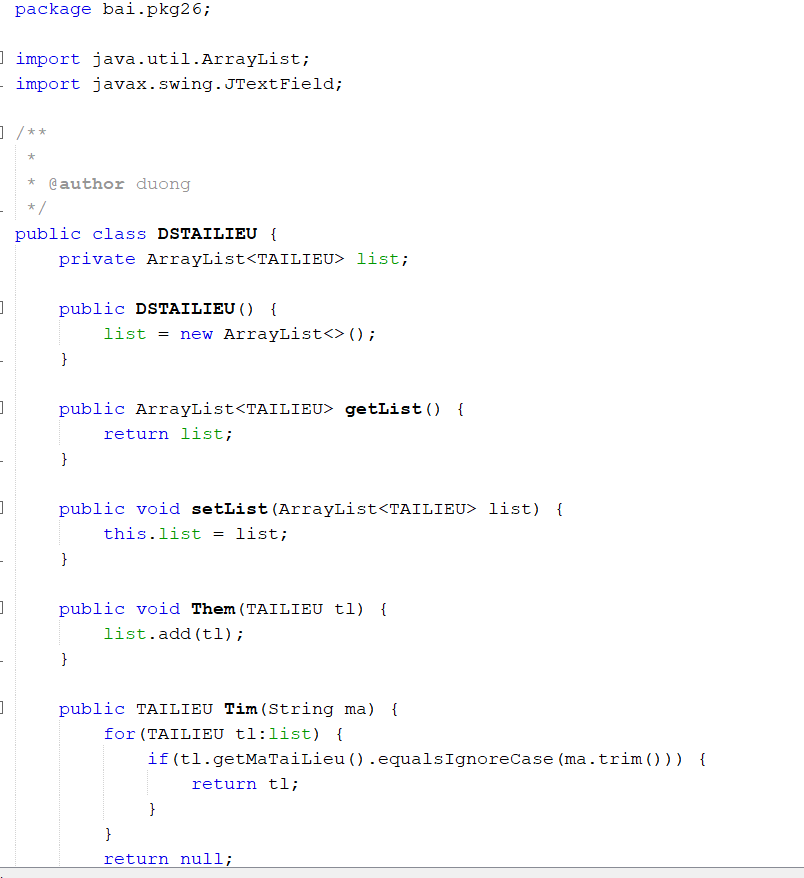 package bai.pkg26;
import java.util.ArrayList;
import javax.swing.JTextField;
/**
*
* @author duong
*/
public class DSTAILIEU {
private ArrayList<TAILIEU> list;
public DSTAILIEU() {
list = new ArrayList<>();
}
public ArrayList<TAILIEU> getList() {
return list;
}
public void setList(ArrayList<TAILIEU> list) {
this.list = list;
}
public void Them(TAILIEU tl) {
list.add(tl);
}
public TAILIEU Tim(String ma) {
for(TAILIEU tl:list) {
if(tl.getMaTaiLieu().equalsIgnoreCase(ma.trim())) {
return tl;
}
}
return null;